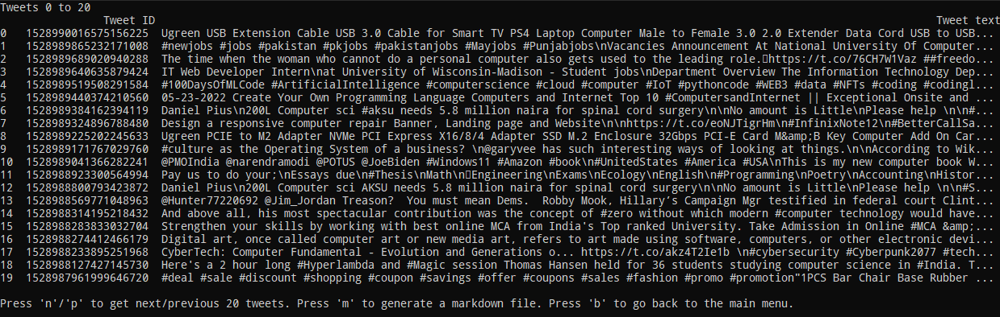 Tweets 0 to 20
Tweet ID Tweet text
0 1528990016575156225 Ugreen USB Extension Cable USB 3.0 Cable for Smart TV PS4 Laptop Computer Male to Female 3.0 2.0 Extender Data Cord USB to USB...
1 1528989865232171008 #newjobs #jobs #pakistan #pkjobs #pakistanjobs #Mayjobs #Punjabjobs\nVacancies Announcement At National University Of Computer...
2 1528989689020940288 The time when the woman who cannot do a personal computer also gets used to the leading role.https://t.co/76CH7W1Vaz ##freedo...
3 1528989640635879424 IT Web Developer Intern\nat University of Wisconsin-Madison - Student jobs\nDepartment Overview The Information Technology Dep...
4 1528989519508291584 #100DaysOfMLCode #ArtificialIntelligence #computerscience #cloud #computer #IoT #pythoncode #WEB3 #data #NFTs #coding #codingl...
5 1528989440374210560 05-23-2022 Create Your Own Programming Language Computers and Internet Top 10 #ComputersandInternet || Exceptional Onsite and ...
6 1528989384162394119 Daniel Pius\n200L Computer sci #aksu needs 5.8 million naira for spinal cord surgery\n\nNo amount is Little\nPlease help \n\n#...
7 1528989324896788480 Design a responsive computer repair Banner, Landing page and Website\n\nhttps://t.co/eoNJTigrHm\n#InfinixNote12\n#BetterCallSa...
8 1528989225202245633 Ugreen PCIE to M2 Adapter NVMe PCI Express X16/8/4 Adapter SSD M.2 Enclosure 32Gbps PCI-E Card M&amp;B Key Computer Add On Car...
9 1528989171767029760 #culture as the Operating System of a business? \n@garyvee has such interesting ways of looking at things.\n\nAccording to Wik...
10 1528989041366282241 @PMOIndia @narendramodi @POTUS @JoeBiden #Windows11 #Amazon #book\n#UnitedStates #America #USA\nThis is my new computer book W...
11 1528988923300564994 Pay us to do your;\nEssays due\n#Thesis\nMath\nEngineering\nExams\nEcology\nEnglish\n#Programming\nPoetry\nAccounting\nHistor...
12 1528988800793423872 Daniel Pius\n200L Computer sci AKSU needs 5.8 million naira for spinal cord surgery\n\nNo amount is Little\nPlease help \n\n#S...
13 1528988569771048963 @Hunter77220692 @Jim_Jordan Treason?  You must mean Dems.  Robby Mook, Hillary's Campaign Mgr testified in federal court Clint...
14 1528988314195218432 And above all, his most spectacular contribution was the concept of #zero without which modern #computer technology would have...
15 1528988283833032704 Strengthen your skills by working with best online MCA from India's Top ranked University. Take Admission in Online #MCA &amp;...
16 1528988274412466179 Digital art, once called computer art or new media art, refers to art made using software, computers, or other electronic devi...
17 1528988233895251968 CyberTech: Computer Fundamental - Evolution and Generations o... https://t.co/akz4T2Ie1b \n#cybersecurity #Cyberpunk2077 #tech...
18 1528988127427145730 Here's a 2 hour long #Hyperlambda and #Magic session Thomas Hansen held for 36 students studying computer science in #India. T...
19 1528987961999646720 #deal #sale #discount #shopping #coupon #savings #offer #coupons #sales #fashion #promo #promotion"1PCS Bar Chair Base Rubber ...
Press 'n'/'p' to get next/previous 20 tweets. Press 'm' to generate a markdown file. Press 'b' to go back to the main menu.